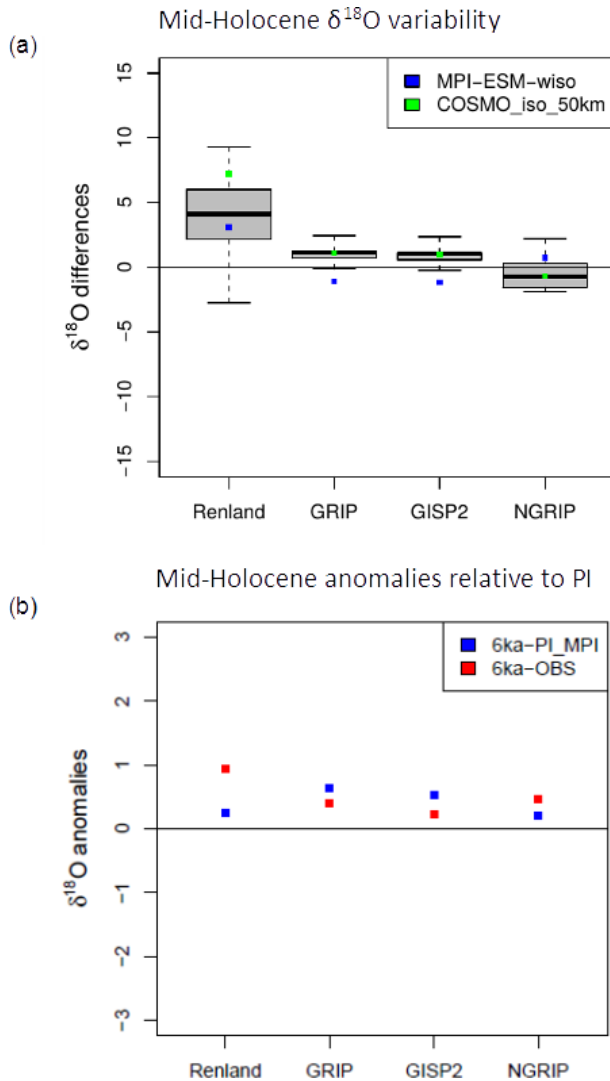 Mid-Holocene δ¹⁸O variability
(a)
MPI−ESM−wiso
COSMO_iso_50km
δ¹⁸O differences
15
10
5
0
−5
−10
−15
Renland GRIP GISP2 NGRIP
Mid-Holocene anomalies relative to PI
(b)
6ka-PI_MPI
6ka-OBS
δ¹⁸O anomalies
3
2
1
0
−1
−2
−3
Renland GRIP GISP2 NGRIP